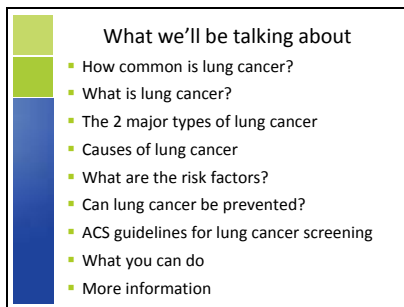 What we'll be talking about
▪ How common is lung cancer?
▪ What is lung cancer?
▪ The 2 major types of lung cancer
▪ Causes of lung cancer
▪ What are the risk factors?
▪ Can lung cancer be prevented?
▪ ACS guidelines for lung cancer screening
▪ What you can do
▪ More information